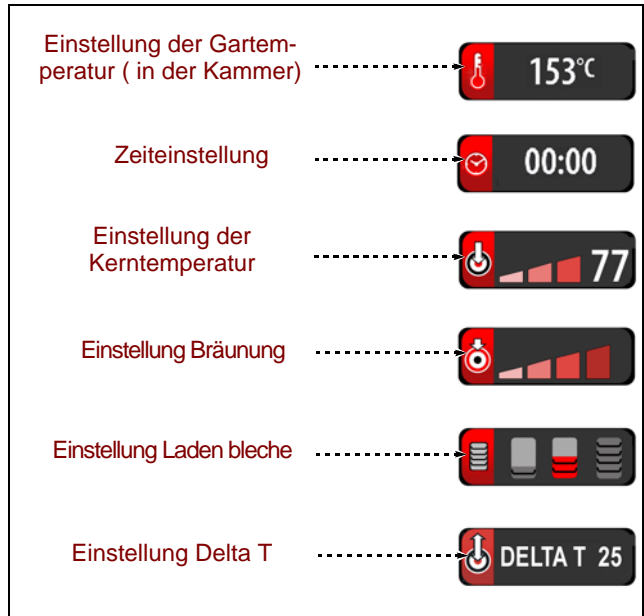 Einstellung der Gartem-
peratur ( in der Kammer)
153°C
Zeiteinstellung
00:00
Einstellung der
Kerntemperatur
77
Einstellung Bräunung
Einstellung Laden bleche
Einstellung Delta T
DELTA T 25